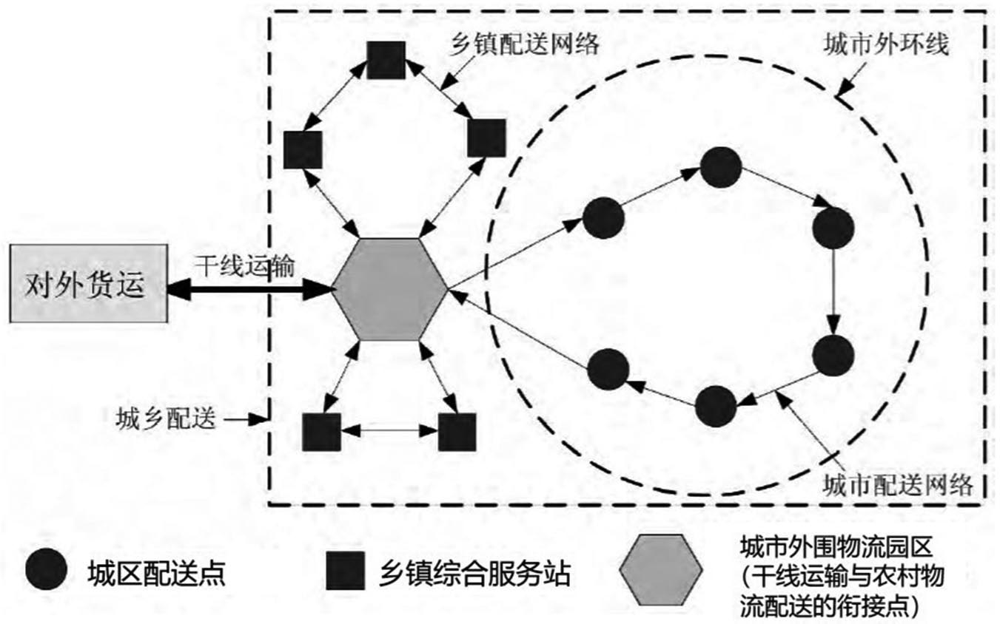 乡镇配送网络
城市外环线
干线运输
对外货运
城乡配送
城市配送网络
城区配送点
乡镇综合服务站
城市外围物流园区
（干线运输与农村物
流配送的衔接点）